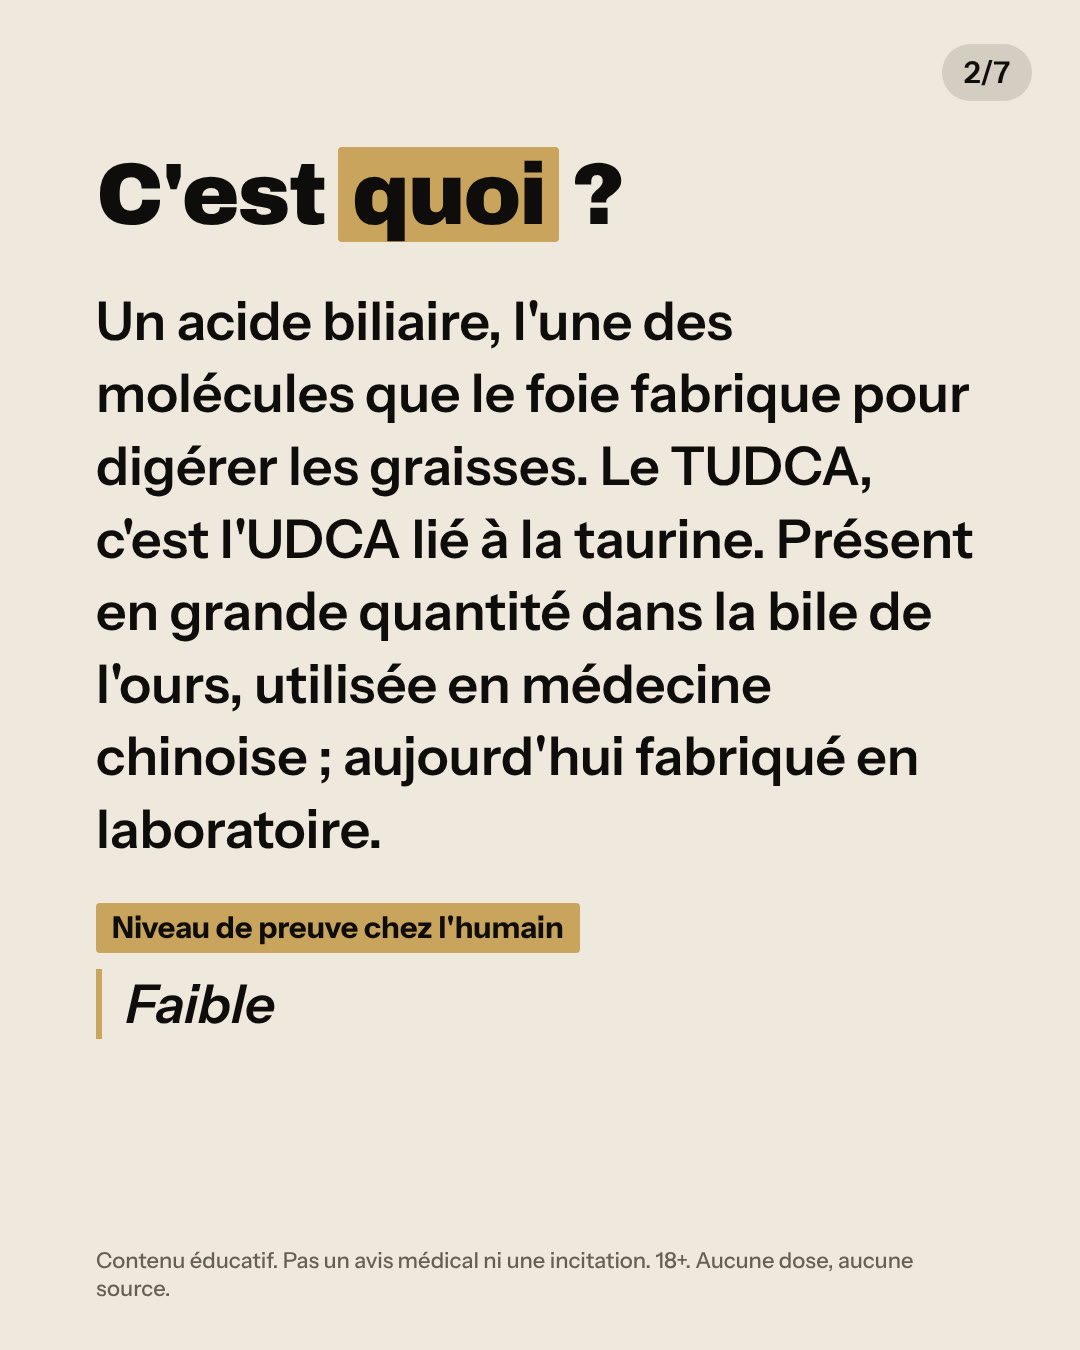 2/7
C'est quoi ?
Un acide biliaire, l'une des
molécules que le foie fabrique pour
digérer les graisses. Le TUDCA,
c'est l'UDCA lié à la taurine. Présent
en grande quantité dans la bile de
l'ours, utilisée en médecine
chinoise ; aujourd'hui fabriqué en
laboratoire.
Niveau de preuve chez l'humain
Faible
Contenu éducatif. Pas un avis médical ni une incitation. 18+. Aucune dose, aucune
source.